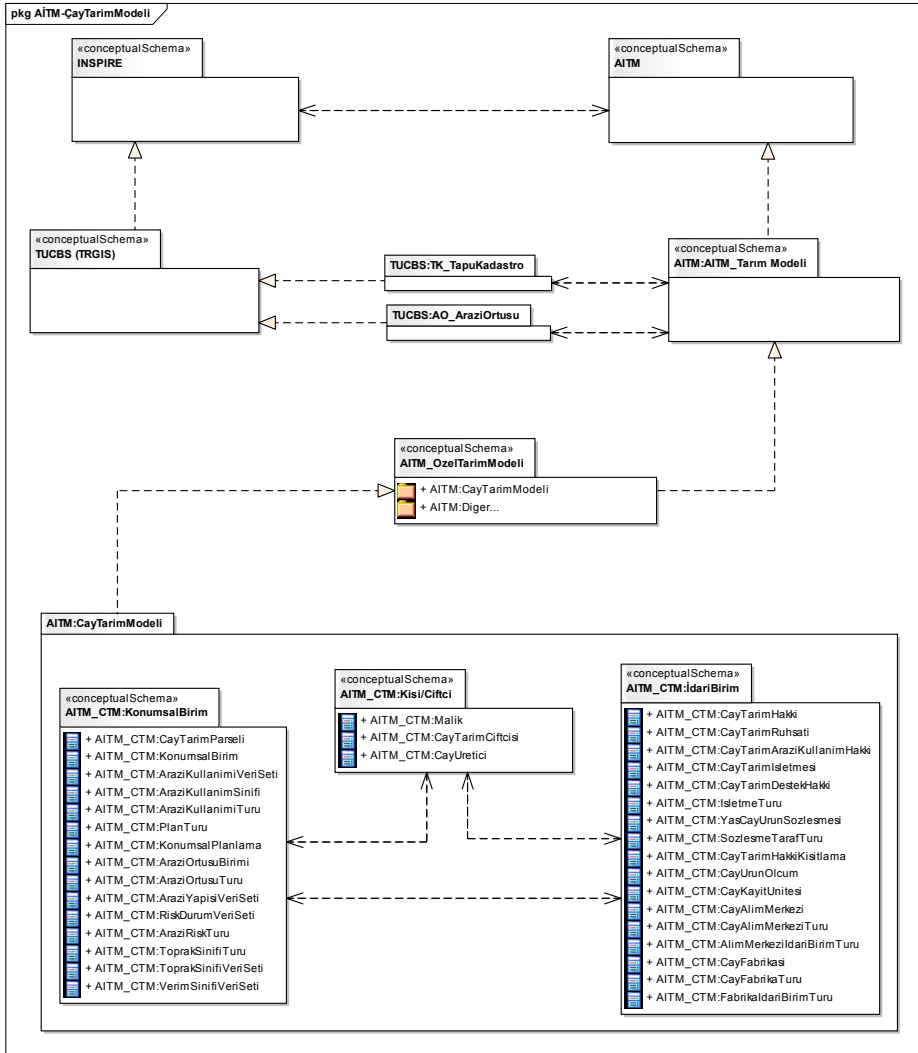 pkg AİTM-ÇayTarimModeli
«conceptualSchema»
INSPIRE
«conceptualSchema»
AITM
«conceptualSchema»
TUCBS (TRGIS)
TUCBS:TK_TapuKadastro
TUCBS:AO_AraziOrtusu
«conceptualSchema»
AITM:AITM_Tarım Modeli
«conceptualSchema»
AITM_OzelTarimModeli
+ AITM:CayTarimModeli
+ AITM:Diger...
AITM:CayTarimModeli
«conceptualSchema»
AITM_CTM:KonumsalBirim
+ AITM_CTM:CayTarimParseli
+ AITM_CTM:KonumsalBirim
+ AITM_CTM:AraziKullanimiVeriSeti
+ AITM_CTM:AraziKullanimSinifi
+ AITM_CTM:AraziKullanimiTuru
+ AITM_CTM:PlanTuru
+ AITM_CTM:KonumsalPlanlama
+ AITM_CTM:AraziOrtusuBirimi
+ AITM_CTM:AraziOrtusuTuru
+ AITM_CTM:AraziYapisiVeriSeti
+ AITM_CTM:RiskDurumVeriSeti
+ AITM_CTM:AraziRiskTuru
+ AITM_CTM:ToprakSinifiTuru
+ AITM_CTM:ToprakSinifiVeriSeti
+ AITM_CTM:VerimSinifiVeriSeti
«conceptualSchema»
AITM_CTM:Kisi/Ciftci
+ AITM_CTM:Malik
+ AITM_CTM:CayTarimCiftcisi
+ AITM_CTM:CayUretici
«conceptualSchema»
AITM_CTM:İdariBirim
+ AITM_CTM:CayTarimHakki
+ AITM_CTM:CayTarimRuhsati
+ AITM_CTM:CayTarimAraziKullanimHakki
+ AITM_CTM:CayTarimIsletmesi
+ AITM_CTM:CayTarimDestekHakki
+ AITM_CTM:IsletmeTuru
+ AITM_CTM:YasCayUrunSozlesmesi
+ AITM_CTM:SozlesmeTarafTuru
+ AITM_CTM:CayTarimHakkiKisitlama
+ AITM_CTM:CayUrunOlcum
+ AITM_CTM:CayKayitUnitesi
+ AITM_CTM:CayAlimMerkezi
+ AITM_CTM:CayAlimMerkeziTuru
+ AITM_CTM:AlimMerkeziIdariBirimTuru
+ AITM_CTM:CayFabrikasi
+ AITM_CTM:CayFabrikaTuru
+ AITM_CTM:FabrikaIdariBirimTuru